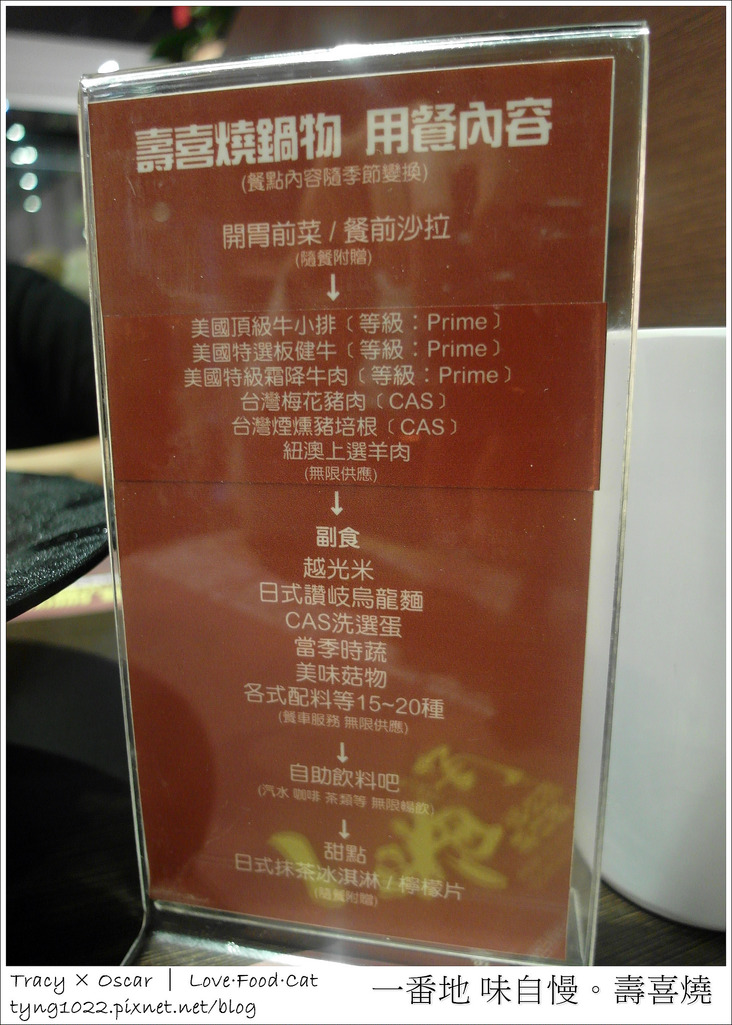 壽喜燒鍋物 用餐內容
(餐點內容隨季節變換)
開胃前菜 / 餐前沙拉
(隨餐附贈)
↓
美國頂級牛小排﹝等級：Prime﹞
美國特選板健牛﹝等級：Prime﹞
美國特級霜降牛肉﹝等級：Prime﹞
台灣梅花豬肉﹝CAS﹞
台灣煙燻豬培根﹝CAS﹞
紐澳上選羊肉
(無限供應)
↓
副食
越光米
日式讚岐烏龍麵
CAS洗選蛋
當季時蔬
美味菇物
各式配料等15~20種
(餐車服務 無限供應)
↓
自助飲料吧
(汽水 咖啡 茶類等 無限暢飲)
↓
甜點
日式抹茶冰淇淋 / 檸檬片
(隨餐附贈)
Tracy × Oscar | Love·Food·Cat
tyng1022.pixnet.net/blog
一番地 味自慢。壽喜燒